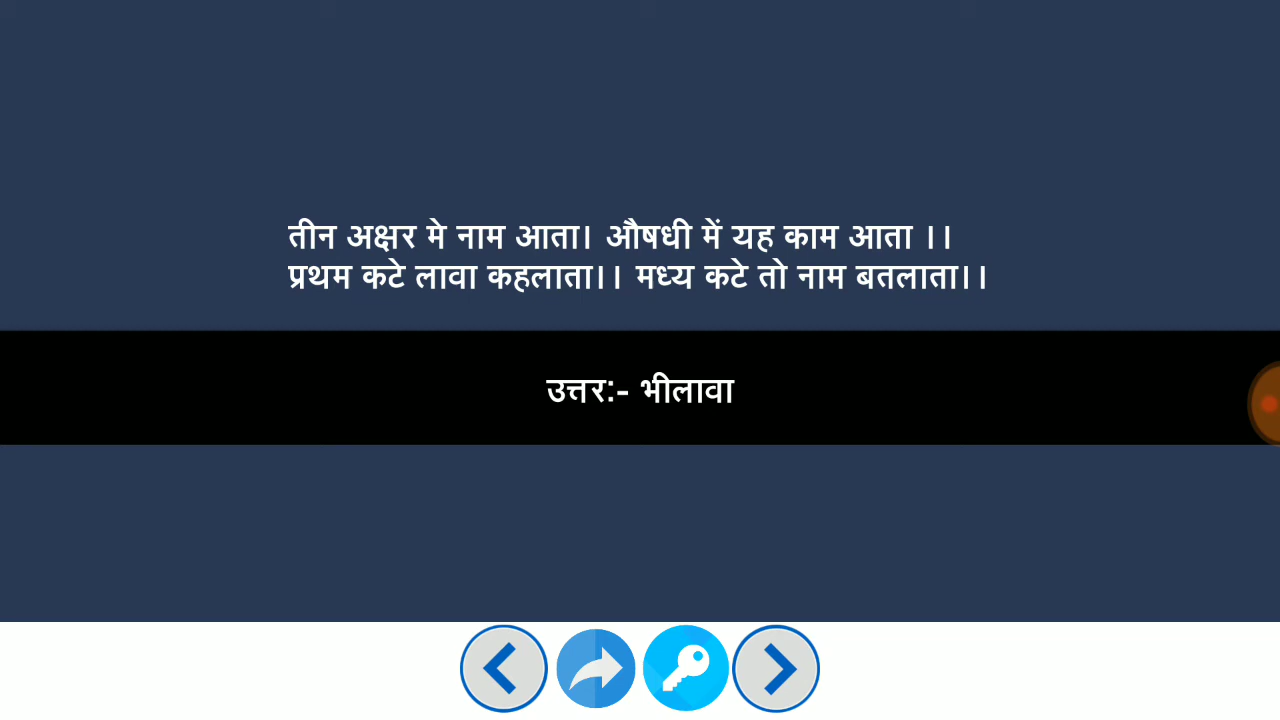 तीन अक्षर मे नाम आता। औषधी में यह काम आता ।।
प्रथम कटे लावा कहलाता।। मध्य कटे तो नाम बतलाता।।
उत्तर:- भीलावा